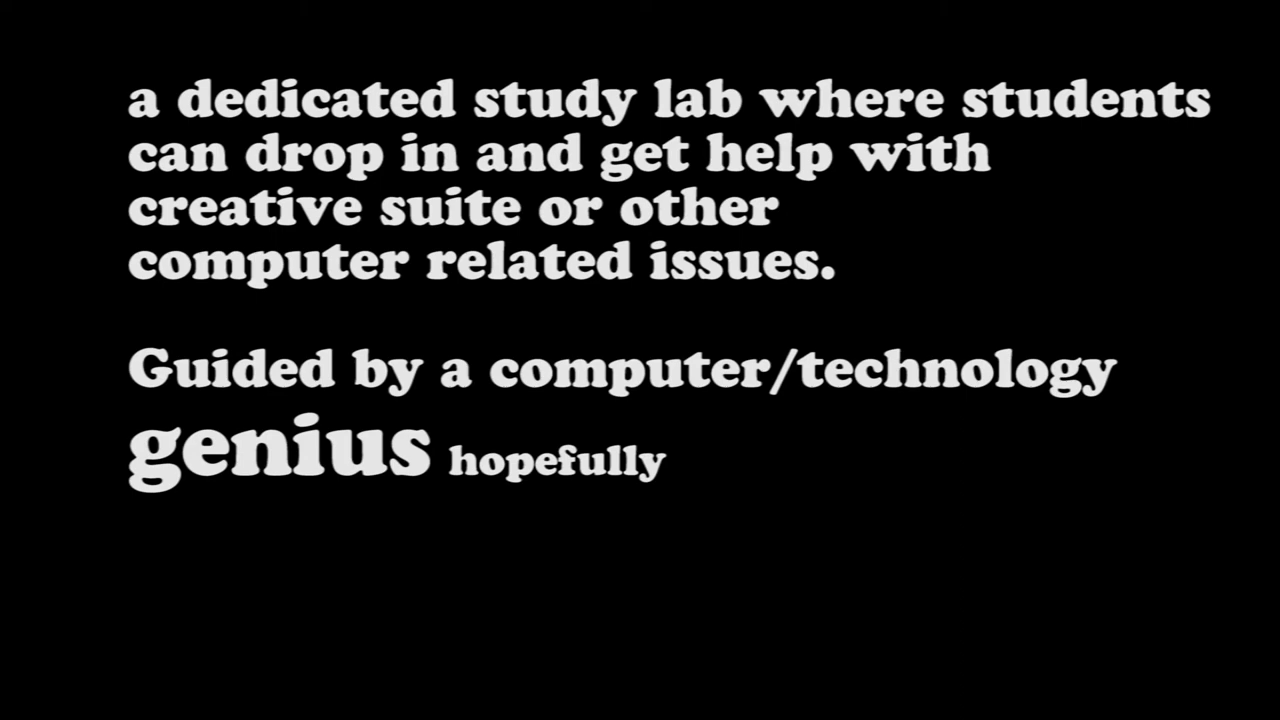 a dedicated study lab where students
can drop in and get help with
creative suite or other
computer related issues.
Guided by a computer/technology
genius hopefully